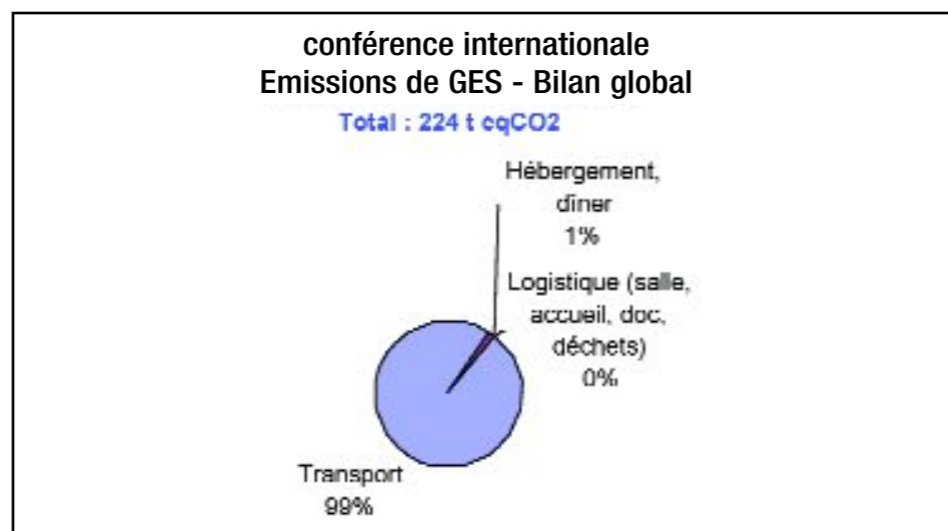 conférence internationale
Emissions de GES - Bilan global
Total : 224 t eqCO2
Hébergement,
dîner
1%
Logistique (salle,
accueil, doc,
déchets)
0%
Transport
99%